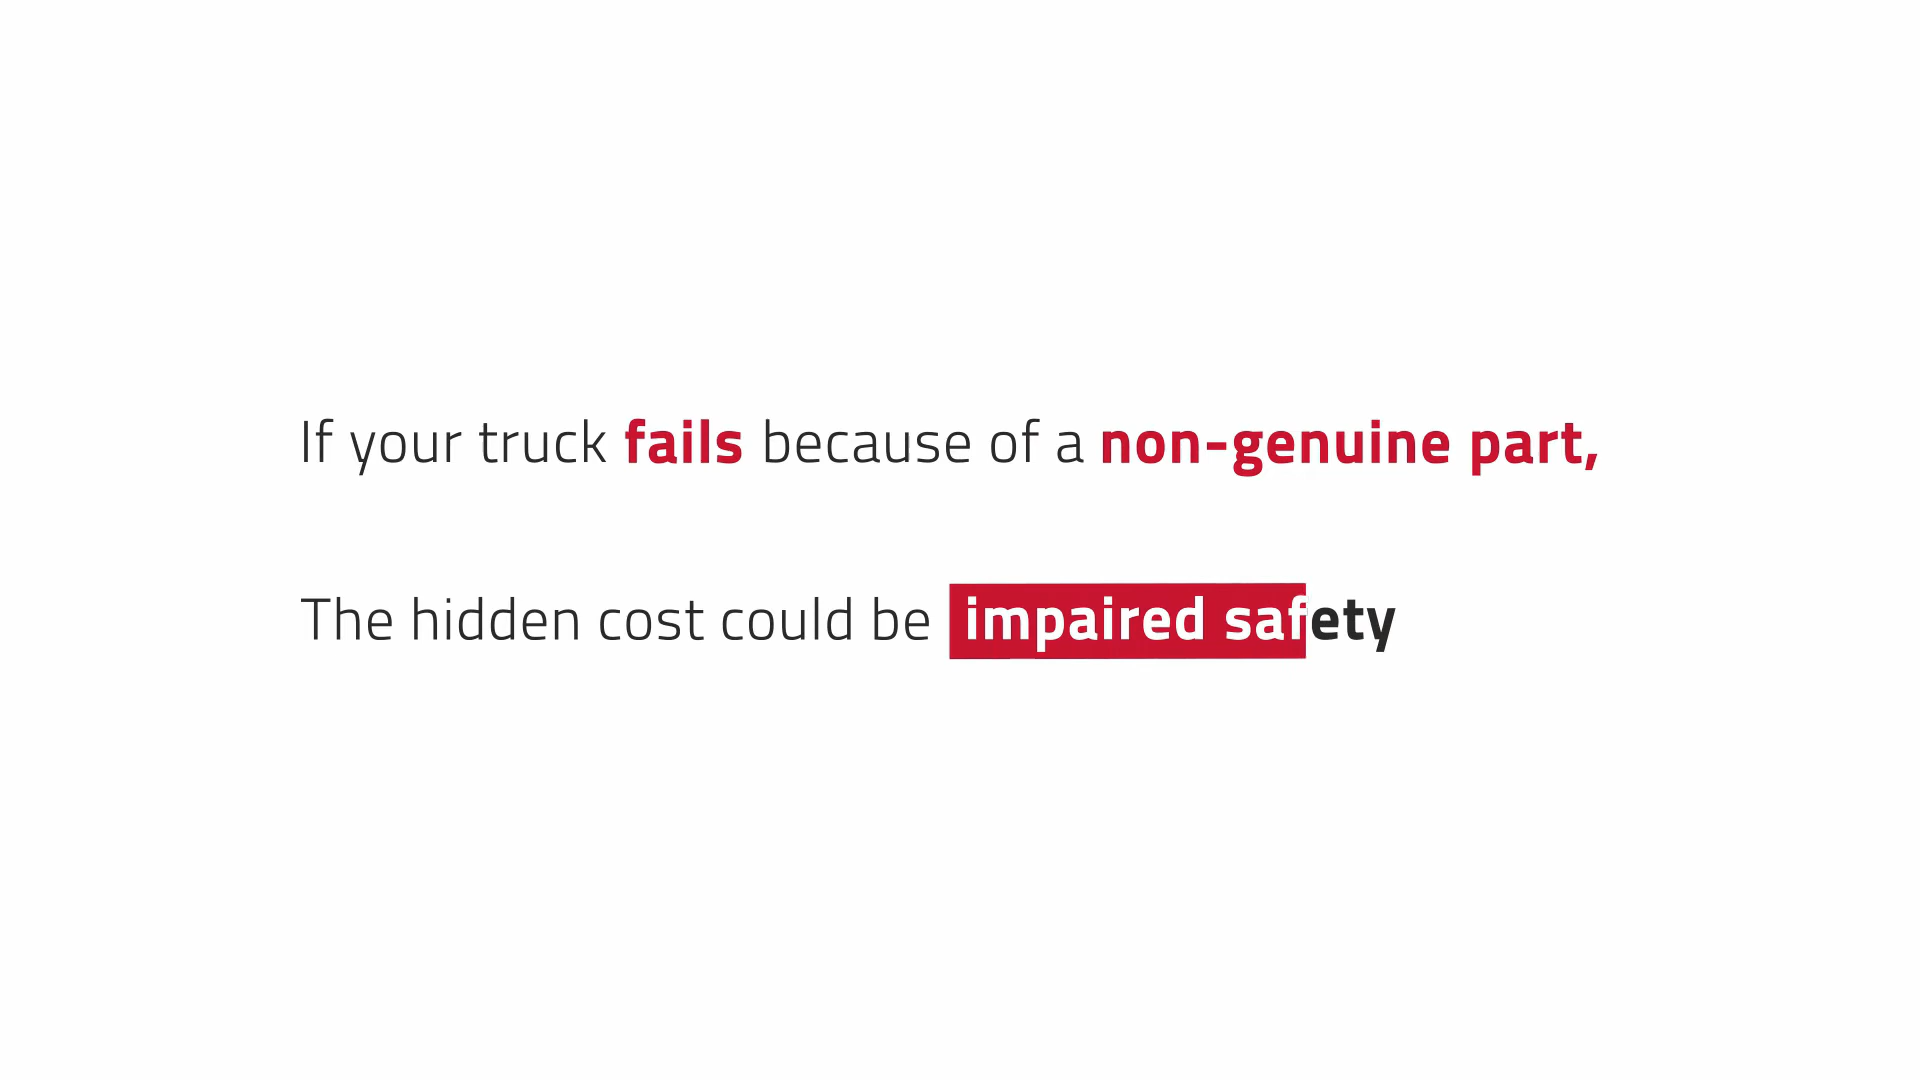 If your truck fails because of a non-genuine part,
The hidden cost could be impaired safety